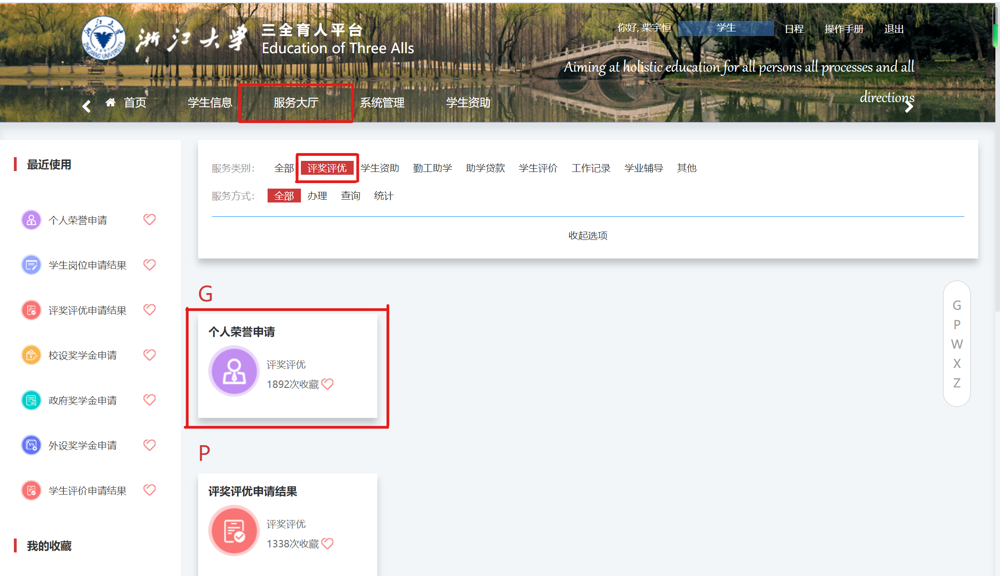 浙江大学
三全育人平台
Education of Three Alls
ZHEJIANG UNIVERSITY
1897
你好, 柴宇恒 学生 日程 操作手册 退出
Aiming at holistic education for all persons all processes and all
directions
首页 学生信息 服务大厅 系统管理 学生资助
最近使用
个人荣誉申请
学生岗位申请结果
评奖评优申请结果
校设奖学金申请
政府奖学金申请
外设奖学金申请
学生评价申请结果
我的收藏
服务类别： 全部 评奖评优 学生资助 勤工助学 助学贷款 学生评价 工作记录 学业辅导 其他
服务方式： 全部 办理 查询 统计
收起选项
G
个人荣誉申请
评奖评优
1892次收藏
P
评奖评优申请结果
评奖评优
1338次收藏
G
P
W
X
Z